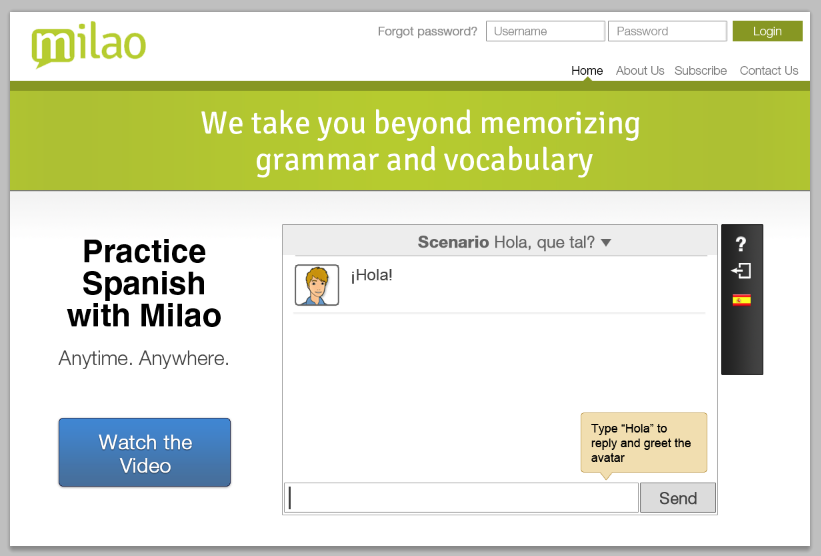 milao
Forgot password? Username Password Login
Home About Us Subscribe Contact Us
We take you beyond memorizing
grammar and vocabulary
Practice
Spanish
with Milao
Anytime. Anywhere.
Watch the
Video
Scenario Hola, que tal?
¡Hola!
?
Type “Hola” to
reply and greet the
avatar
Send